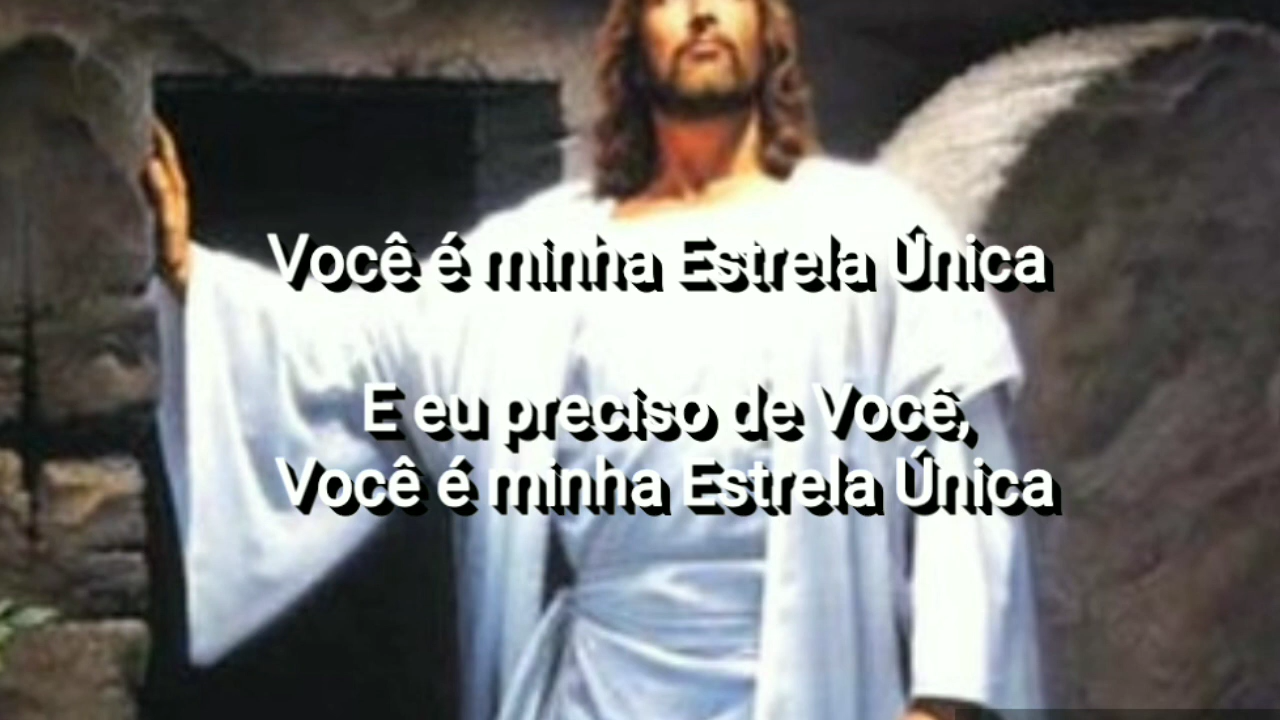 Você é minha Estrela Única
E eu preciso de Você,
Você é minha Estrela Única